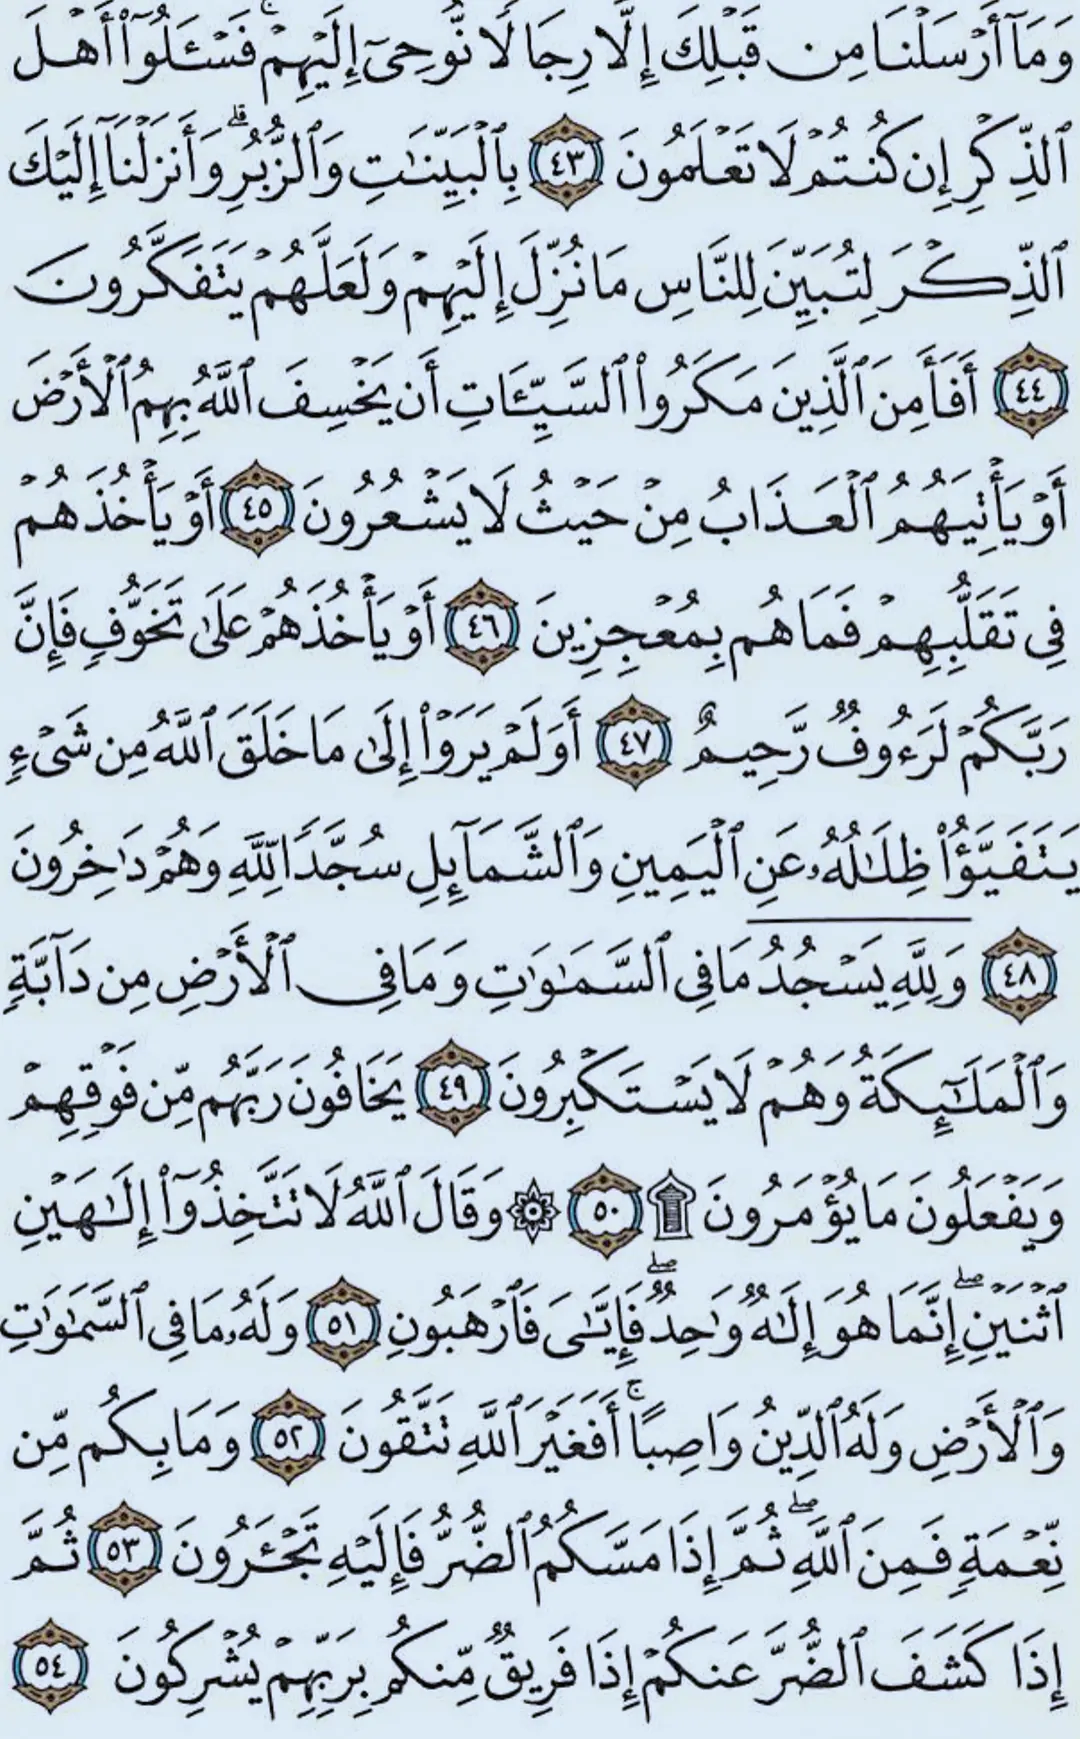 وَمَآ أَرْسَلْنَا مِن قَبْلِكَ إِلَّا رِجَالًا نُّوحِىٓ إِلَيْهِمْ ۚ فَسْـَٔلُوٓا۟ أَهْلَ
ٱلذِّكْرِ إِن كُنتُمْ لَا تَعْلَمُونَ ٤٣ بِٱلْبَيِّنَـٰتِ وَٱلزُّبُرِ ۗ وَأَنزَلْنَآ إِلَيْكَ
ٱلذِّكْرَ لِتُبَيِّنَ لِلنَّاسِ مَا نُزِّلَ إِلَيْهِمْ وَلَعَلَّهُمْ يَتَفَكَّرُونَ
٤٤ أَفَأَمِنَ ٱلَّذِينَ مَكَرُوا۟ ٱلسَّيِّـَٔاتِ أَن يَخْسِفَ ٱللَّهُ بِهِمُ ٱلْأَرْضَ
أَوْ يَأْتِيَهُمُ ٱلْعَذَابُ مِنْ حَيْثُ لَا يَشْعُرُونَ ٤٥ أَوْ يَأْخُذَهُمْ
فِى تَقَلُّبِهِمْ فَمَا هُم بِمُعْجِزِينَ ٤٦ أَوْ يَأْخُذَهُمْ عَلَىٰ تَخَوُّفٍ فَإِنَّ
رَبَّكُمْ لَرَءُوفٌ رَّحِيمٌ ٤٧ أَوَلَمْ يَرَوْا۟ إِلَىٰ مَا خَلَقَ ٱللَّهُ مِن شَىْءٍ
يَتَفَيَّؤُا۟ ظِلَـٰلُهُۥ عَنِ ٱلْيَمِينِ وَٱلشَّمَآئِلِ سُجَّدًا لِّلَّهِ وَهُمْ دَٰخِرُونَ
٤٨ وَلِلَّهِ يَسْجُدُ مَا فِى ٱلسَّمَـٰوَٰتِ وَمَا فِى ٱلْأَرْضِ مِن دَآبَّةٍ
وَٱلْمَلَـٰٓئِكَةُ وَهُمْ لَا يَسْتَكْبِرُونَ ٤٩ يَخَافُونَ رَبَّهُم مِّن فَوْقِهِمْ
وَيَفْعَلُونَ مَا يُؤْمَرُونَ ۩ ٥٠ ۞ وَقَالَ ٱللَّهُ لَا تَتَّخِذُوٓا۟ إِلَـٰهَيْنِ
ٱثْنَيْنِ ۖ إِنَّمَا هُوَ إِلَـٰهٌ وَٰحِدٌ ۖ فَإِيَّـٰىَ فَٱرْهَبُونِ ٥١ وَلَهُۥ مَا فِى ٱلسَّمَـٰوَٰتِ
وَٱلْأَرْضِ وَلَهُ ٱلدِّينُ وَاصِبًا ۚ أَفَغَيْرَ ٱللَّهِ تَتَّقُونَ ٥٢ وَمَا بِكُم مِّن
نِّعْمَةٍ فَمِنَ ٱللَّهِ ۖ ثُمَّ إِذَا مَسَّكُمُ ٱلضُّرُّ فَإِلَيْهِ تَجْـَٔرُونَ ٥٣ ثُمَّ
إِذَا كَشَفَ ٱلضُّرَّ عَنكُمْ إِذَا فَرِيقٌ مِّنكُم بِرَبِّهِمْ يُشْرِكُونَ ٥٤